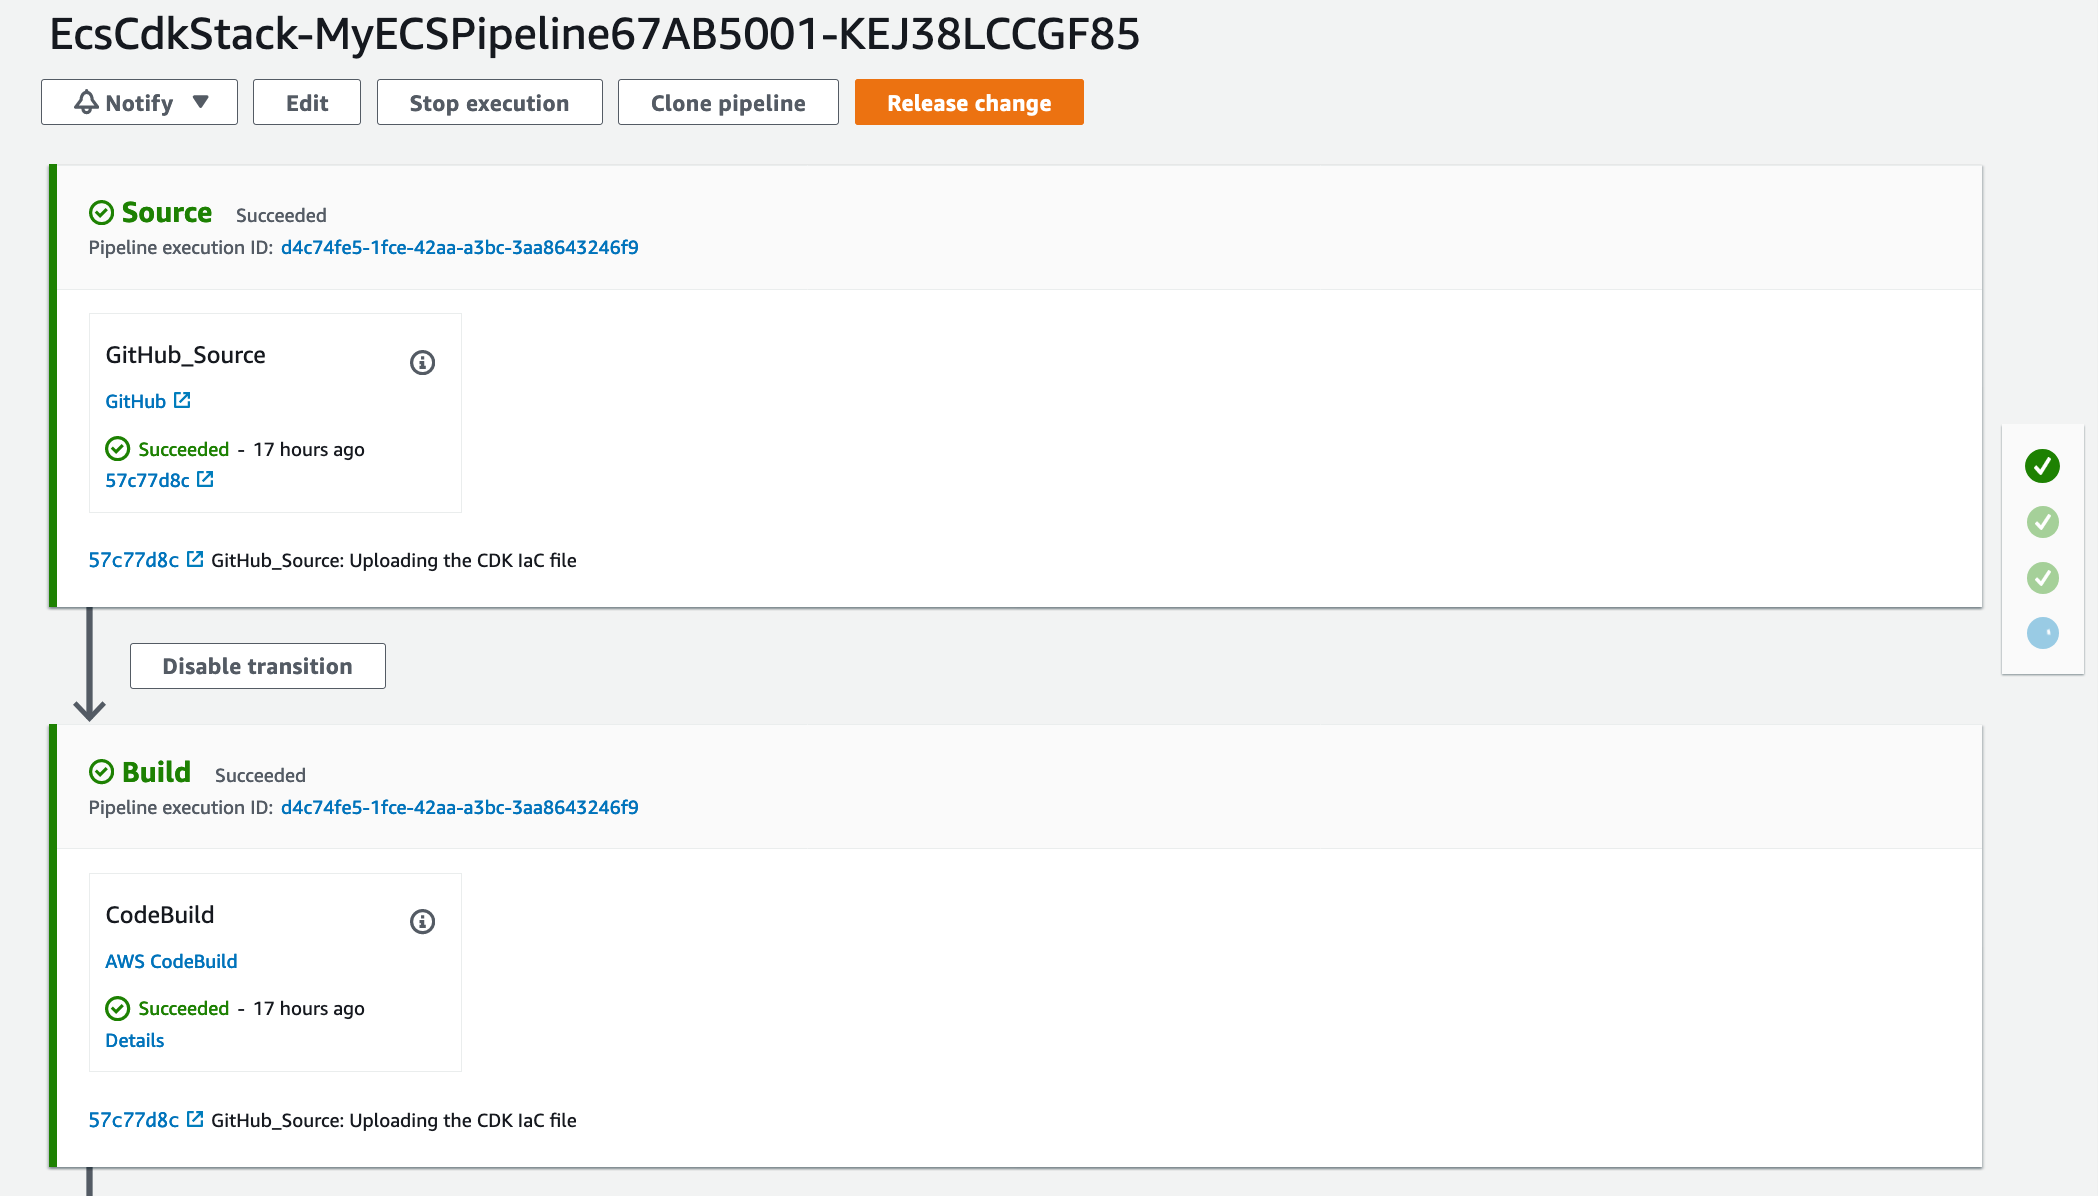 EcsCdkStack-MyECSPipeline67AB5001-KEJ38LCCGF85
Notify
Edit
Stop execution
Clone pipeline
Release change
Source Succeeded
Pipeline execution ID: d4c74fe5-1fce-42aa-a3bc-3aa8643246f9
GitHub_Source
GitHub
Succeeded - 17 hours ago
57c77d8c
57c77d8c GitHub_Source: Uploading the CDK IaC file
Disable transition
Build Succeeded
Pipeline execution ID: d4c74fe5-1fce-42aa-a3bc-3aa8643246f9
CodeBuild
AWS CodeBuild
Succeeded - 17 hours ago
Details
57c77d8c GitHub_Source: Uploading the CDK IaC file